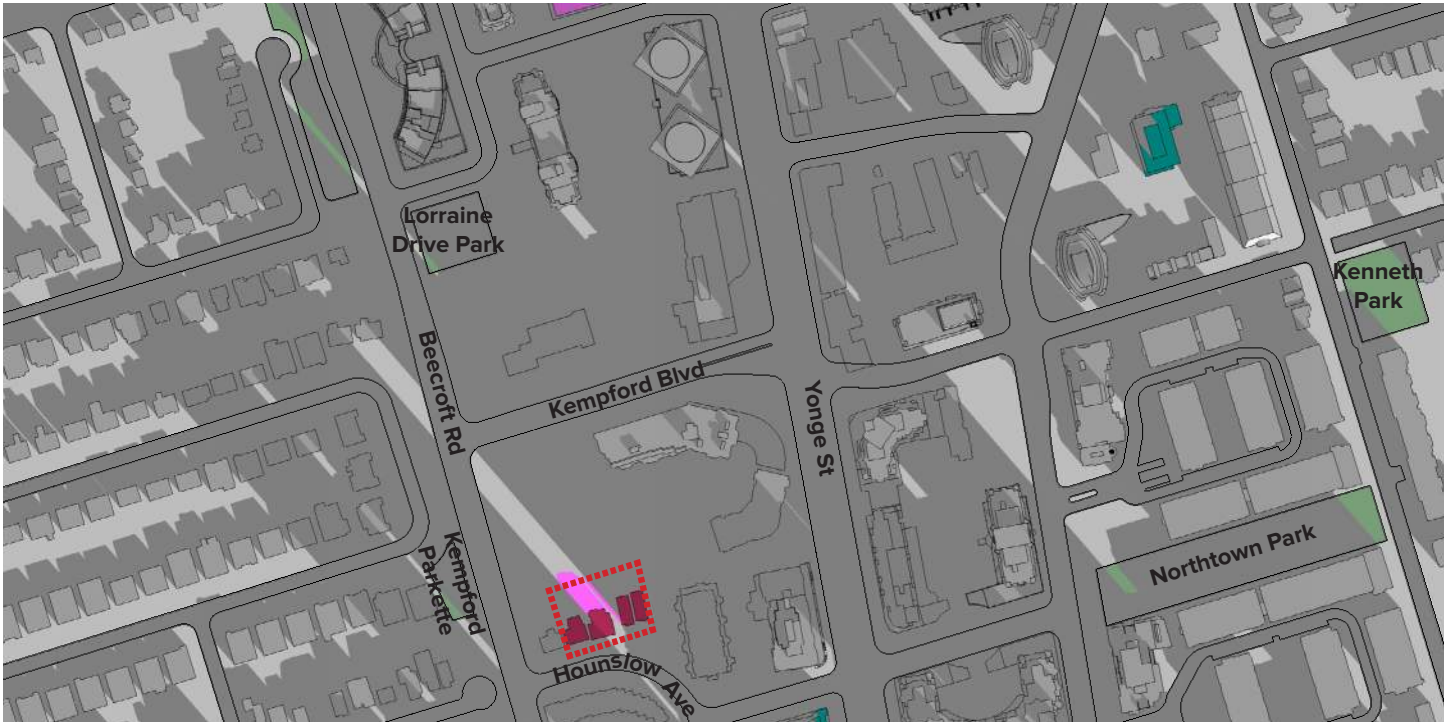 Lorraine
Drive Park
Kenneth
Park
Beecroft Rd
Kempford Blvd
Yonge St
Northtown Park
Kempford
Parkette
Hounslow Ave